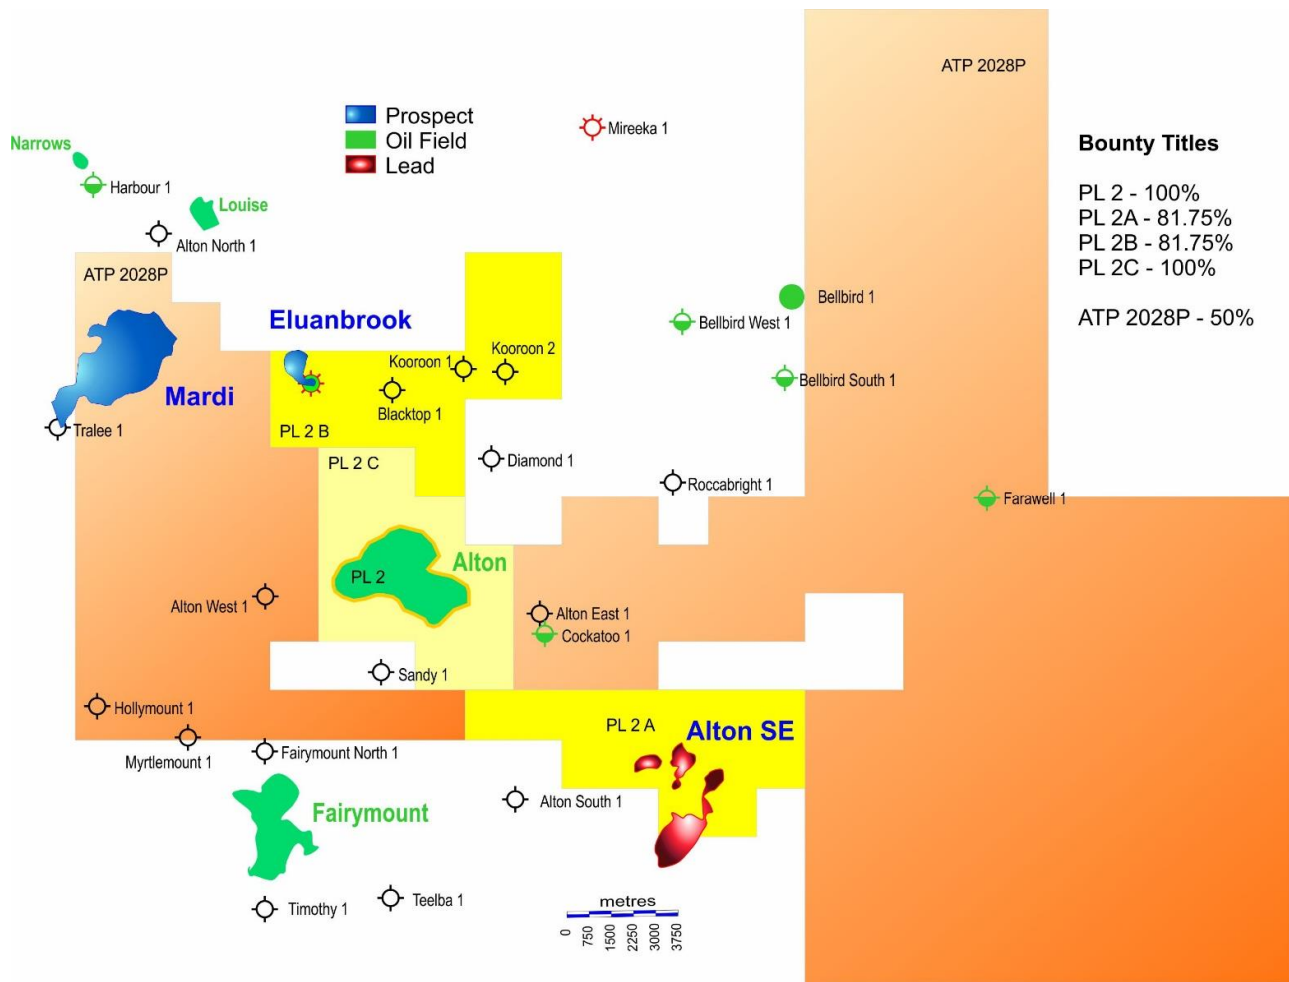 ATP 2028P
Prospect
Oil Field
Lead
Mireeka 1
Bounty Titles
PL 2 - 100%
PL 2A - 81.75%
PL 2B - 81.75%
PL 2C - 100%
ATP 2028P - 50%
Narrows
Harbour 1
Louise
Alton North 1
ATP 2028P
Eluanbrook
Bellbird 1
Bellbird West 1
Kooroon 1
Kooroon 2
Bellbird South 1
Mardi
Blacktop 1
Tralee 1
PL 2 B
PL 2 C
Diamond 1
Roccabright 1
Farawell 1
Alton
PL 2
Alton West 1
Alton East 1
Cockatoo 1
Sandy 1
Hollymount 1
PL 2 A
Alton SE
Myrtlemount 1
Fairymount North 1
Alton South 1
Fairymount
Teelba 1
Timothy 1
metres
0
750
1500
2250
3000
3750